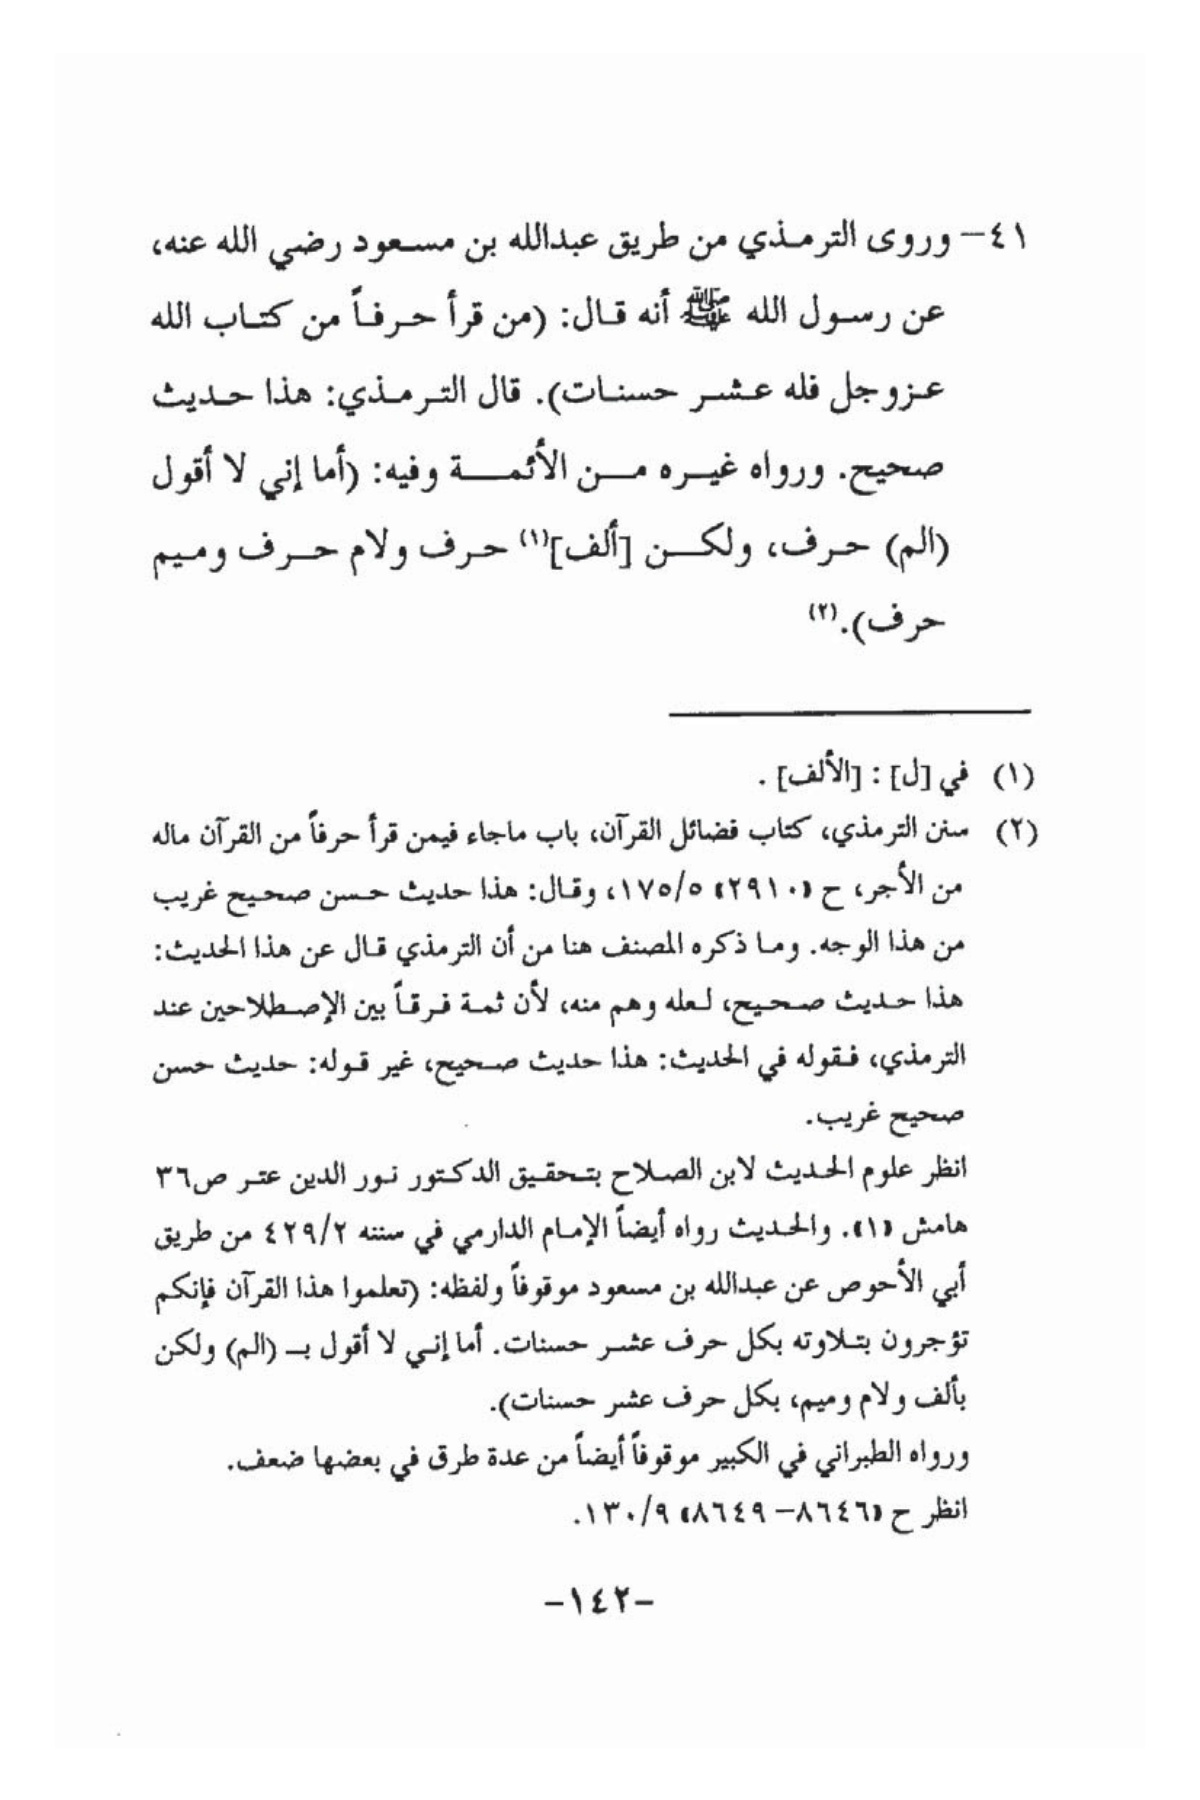 ٤١- وروى الترمذي من طريق عبدالله بن مسعود رضي الله عنه،
عن رسول الله ﷺ أنه قال: (من قرأ حرفاً من كتاب الله
عزوجل فله عشر حسنات). قال الترمذي: هذا حديث
صحيح. ورواه غيره من الأئمة وفيه: (أما إني لا أقول
(الم) حرف، ولكن [ألف](١) حرف ولام حرف وميم
حرف).(٢)
(١) في [ل] : [الألف] .
(٢) سنن الترمذي، كتاب فضائل القرآن، باب ماجاء فيمن قرأ حرفاً من القرآن ماله
من الأجر، ح (٢٩١٠) ١٧٥/٥، وقال: هذا حديث حسن صحيح غريب
من هذا الوجه. وما ذكره المصنف هنا من أن الترمذي قال عن هذا الحديث:
هذا حديث صحيح، لعله وهم منه، لأن ثمة فرقاً بين الإصطلاحين عند
الترمذي، فقوله في الحديث: هذا حديث صحيح، غير قوله: حديث حسن
صحيح غريب.
انظر علوم الحديث لابن الصلاح بتحقيق الدكتور نور الدين عتر ص٣٦
هامش (١). والحديث رواه أيضاً الإمام الدارمي في سننه ٤٢٩/٢ من طريق
أبي الأحوص عن عبدالله بن مسعود موقوفاً ولفظه: (تعلموا هذا القرآن فإنكم
تؤجرون بتلاوته بكل حرف عشر حسنات. أما إني لا أقول بـ (الم) ولكن
بألف ولام وميم، بكل حرف عشر حسنات).
ورواه الطبراني في الكبير موقوفاً أيضاً من عدة طرق في بعضها ضعف.
انظر ح (٨٦٤٦- ٨٦٤٩) ١٣٠/٩.
-١٤٢-